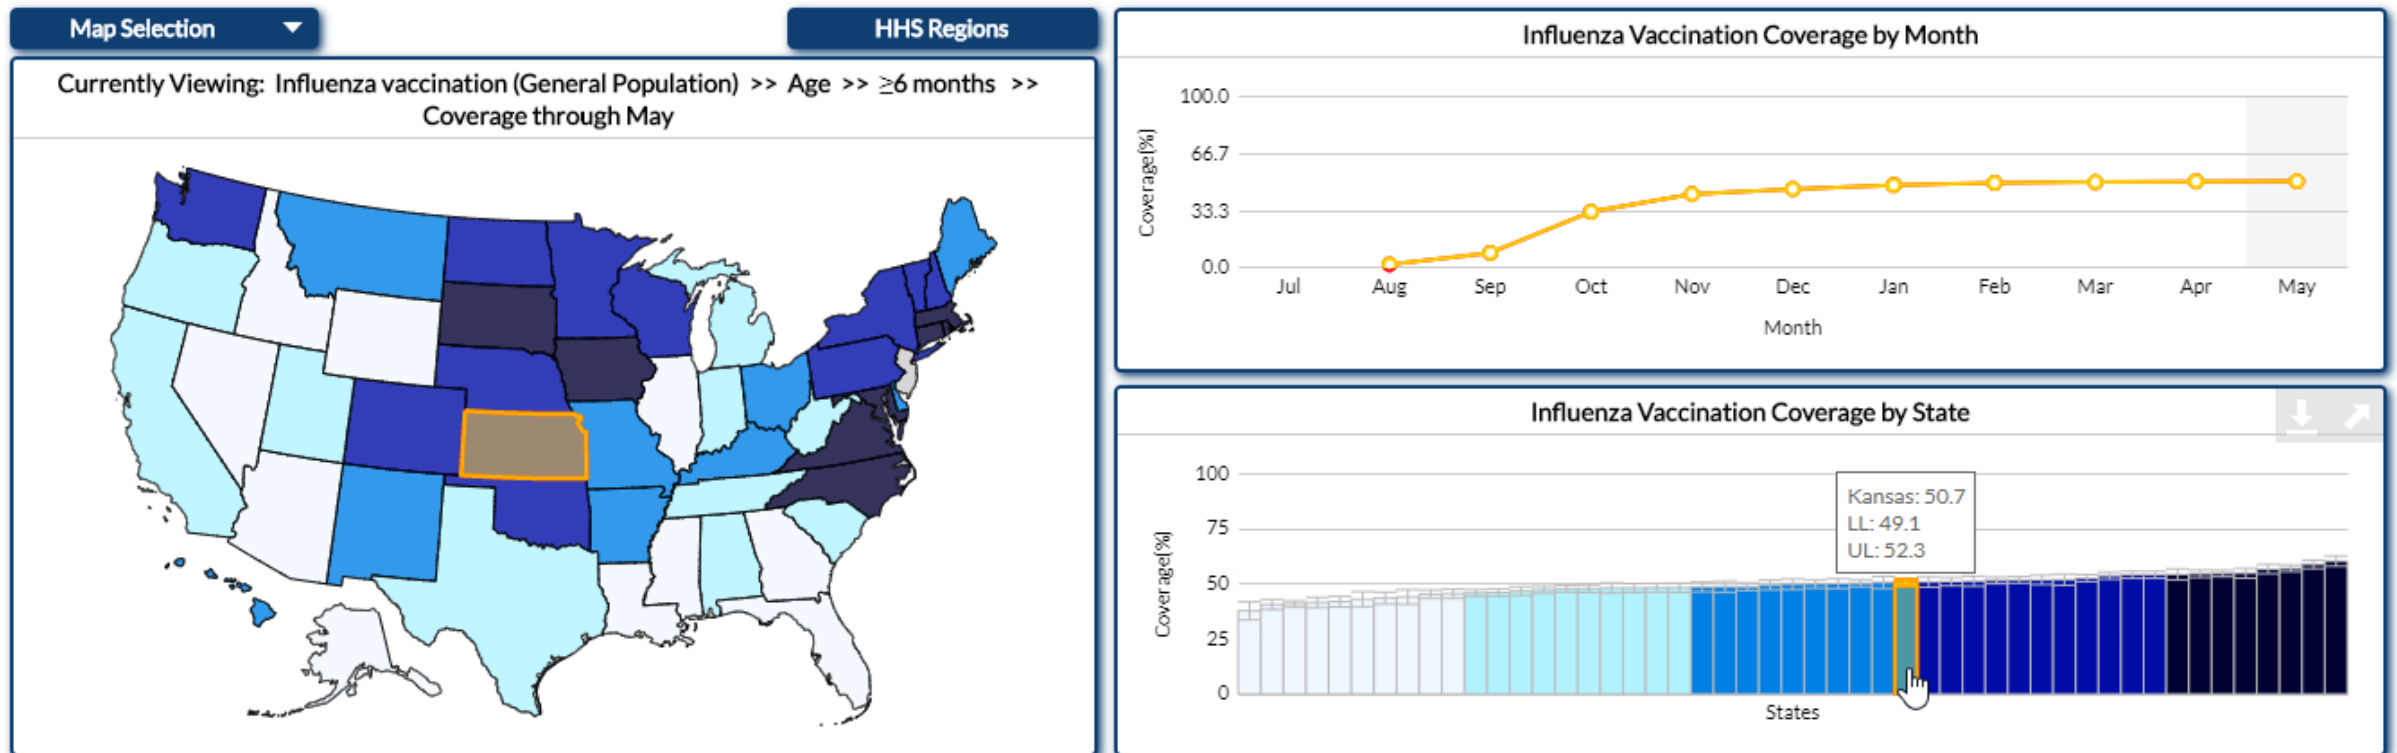 Map Selection
HHS Regions
Currently Viewing: Influenza vaccination (General Population) >> Age >> ≥6 months >>
Coverage through May
Influenza Vaccination Coverage by Month
Coverage(%)
100.0
66.7
33.3
0.0
Jul Aug Sep Oct Nov Dec Jan Feb Mar Apr May
Month
Influenza Vaccination Coverage by State
Coverage(%)
100
75
50
25
0
Kansas: 50.7
LL: 49.1
UL: 52.3
States